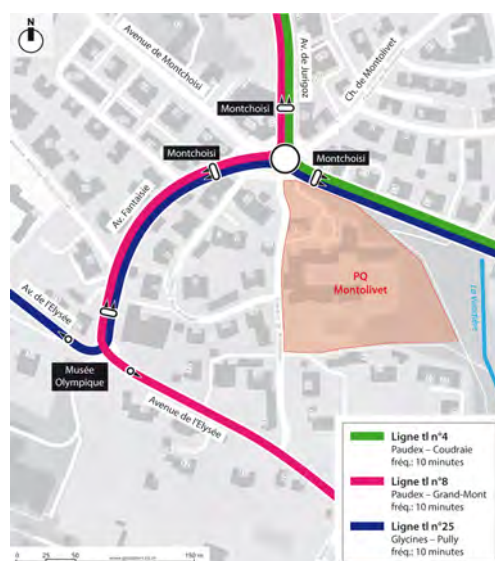 N
Avenue de Montchoisi
Av. de Jurigoz
Ch. de Montolivet
Montchoisi
Montchoisi
Montchoisi
Av. Fantaisie
PQ
Montolivet
La Vuachère
Av. de l'Elysée
Musée
Olympique
Avenue de l'Elysée
Ligne tl n°4
Paudex – Coudraie
fréq.: 10 minutes
Ligne tl n°8
Paudex – Grand-Mont
fréq.: 10 minutes
Ligne tl n°25
Glycines – Pully
fréq.: 10 minutes
0 25 50 150 m